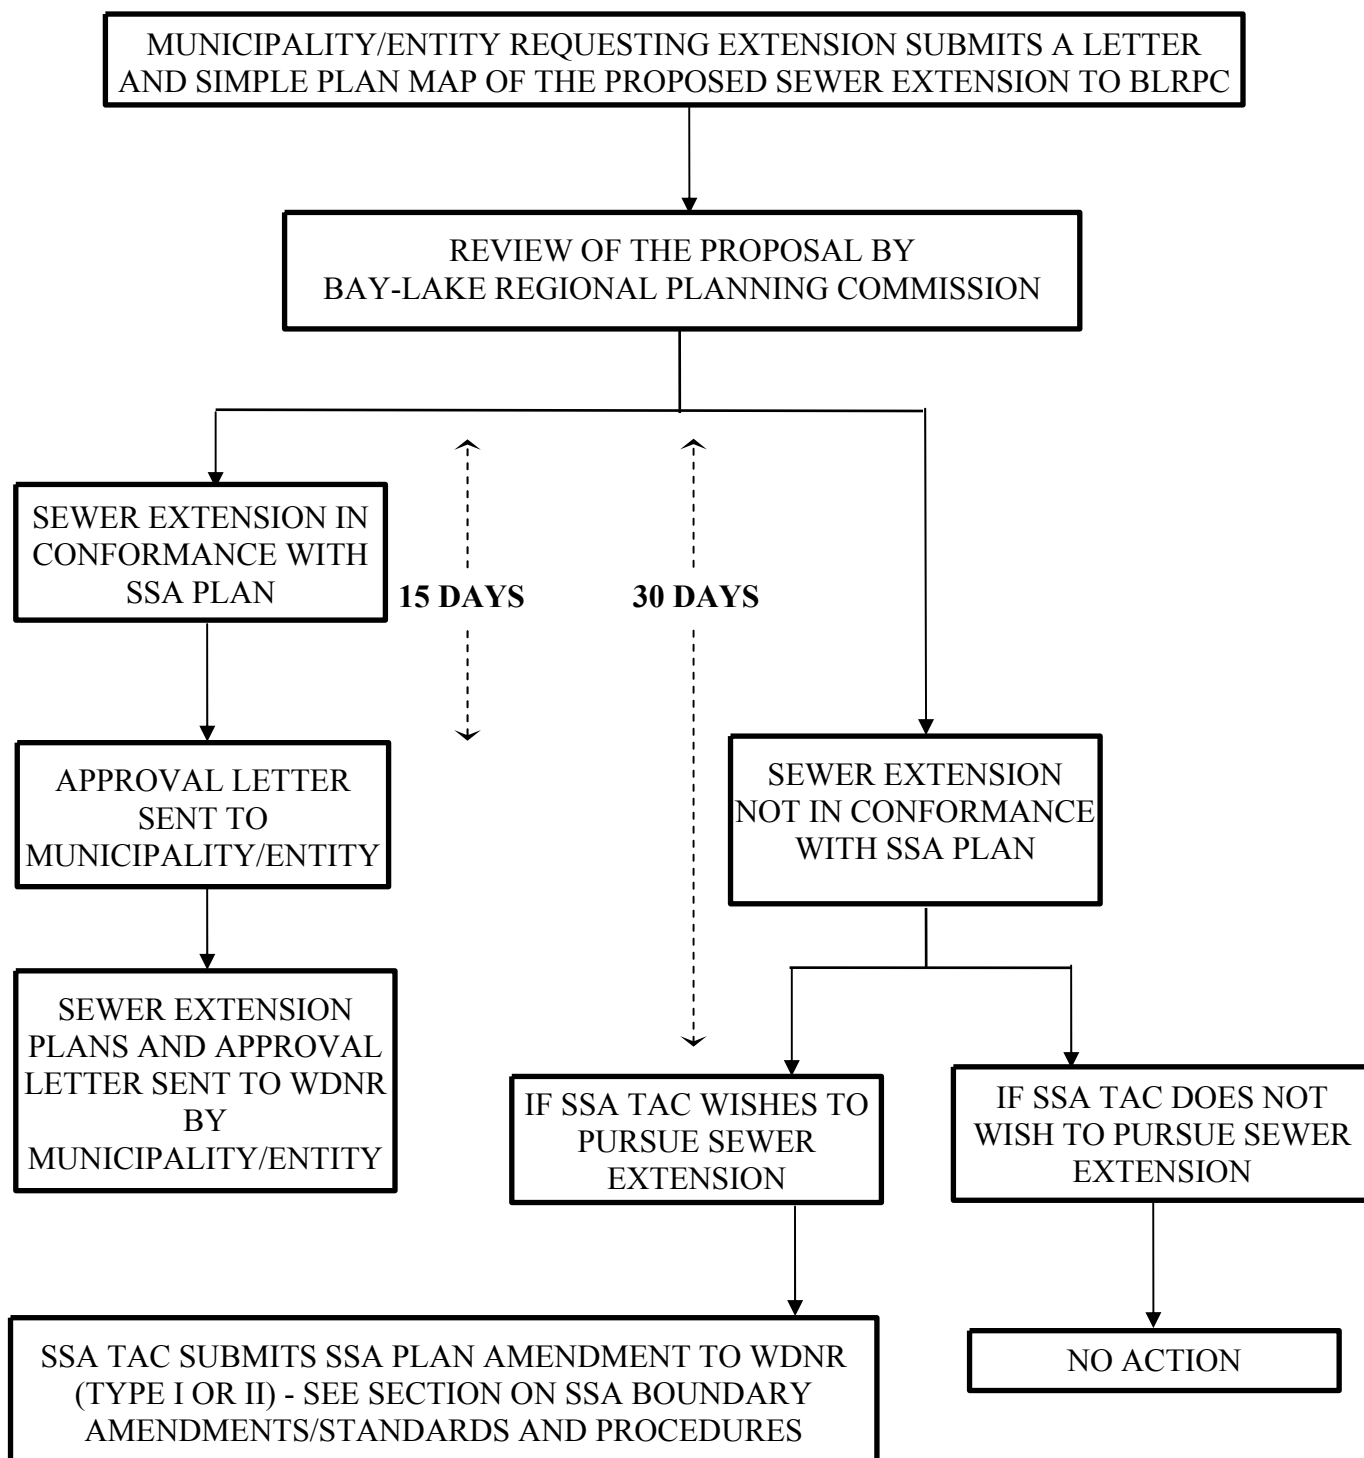 MUNICIPALITY/ENTITY REQUESTING EXTENSION SUBMITS A LETTER
AND SIMPLE PLAN MAP OF THE PROPOSED SEWER EXTENSION TO BLRPC
REVIEW OF THE PROPOSAL BY
BAY-LAKE REGIONAL PLANNING COMMISSION
SEWER EXTENSION IN
CONFORMANCE WITH
SSA PLAN
15 DAYS
30 DAYS
APPROVAL LETTER
SENT TO
MUNICIPALITY/ENTITY
SEWER EXTENSION
NOT IN CONFORMANCE
WITH SSA PLAN
SEWER EXTENSION
PLANS AND APPROVAL
LETTER SENT TO WDNR
BY
MUNICIPALITY/ENTITY
IF SSA TAC WISHES TO
PURSUE SEWER
EXTENSION
IF SSA TAC DOES NOT
WISH TO PURSUE SEWER
EXTENSION
SSA TAC SUBMITS SSA PLAN AMENDMENT TO WDNR
(TYPE I OR II) - SEE SECTION ON SSA BOUNDARY
AMENDMENTS/STANDARDS AND PROCEDURES
NO ACTION